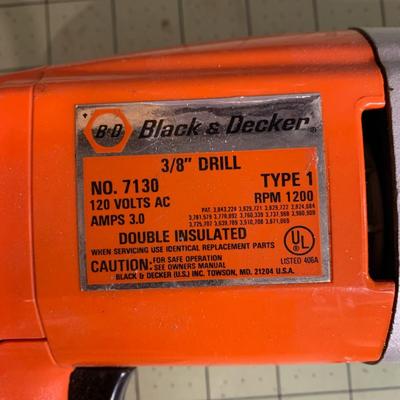 B&D Black & Decker®
3/8" DRILL
NO. 7130 TYPE 1
120 VOLTS AC RPM 1200
AMPS 3.0
DOUBLE INSULATED
WHEN SERVICING USE IDENTICAL REPLACEMENT PARTS
CAUTION: FOR SAFE OPERATION
SEE OWNERS MANUAL
BLACK & DECKER (U.S.) INC. TOWSON, MD. 21204 U.S.A.
UL
LISTED 406A